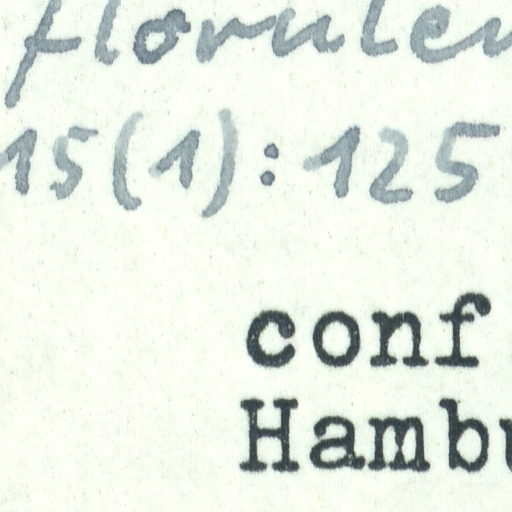 florulen
15(1): 125
conf
Hambu